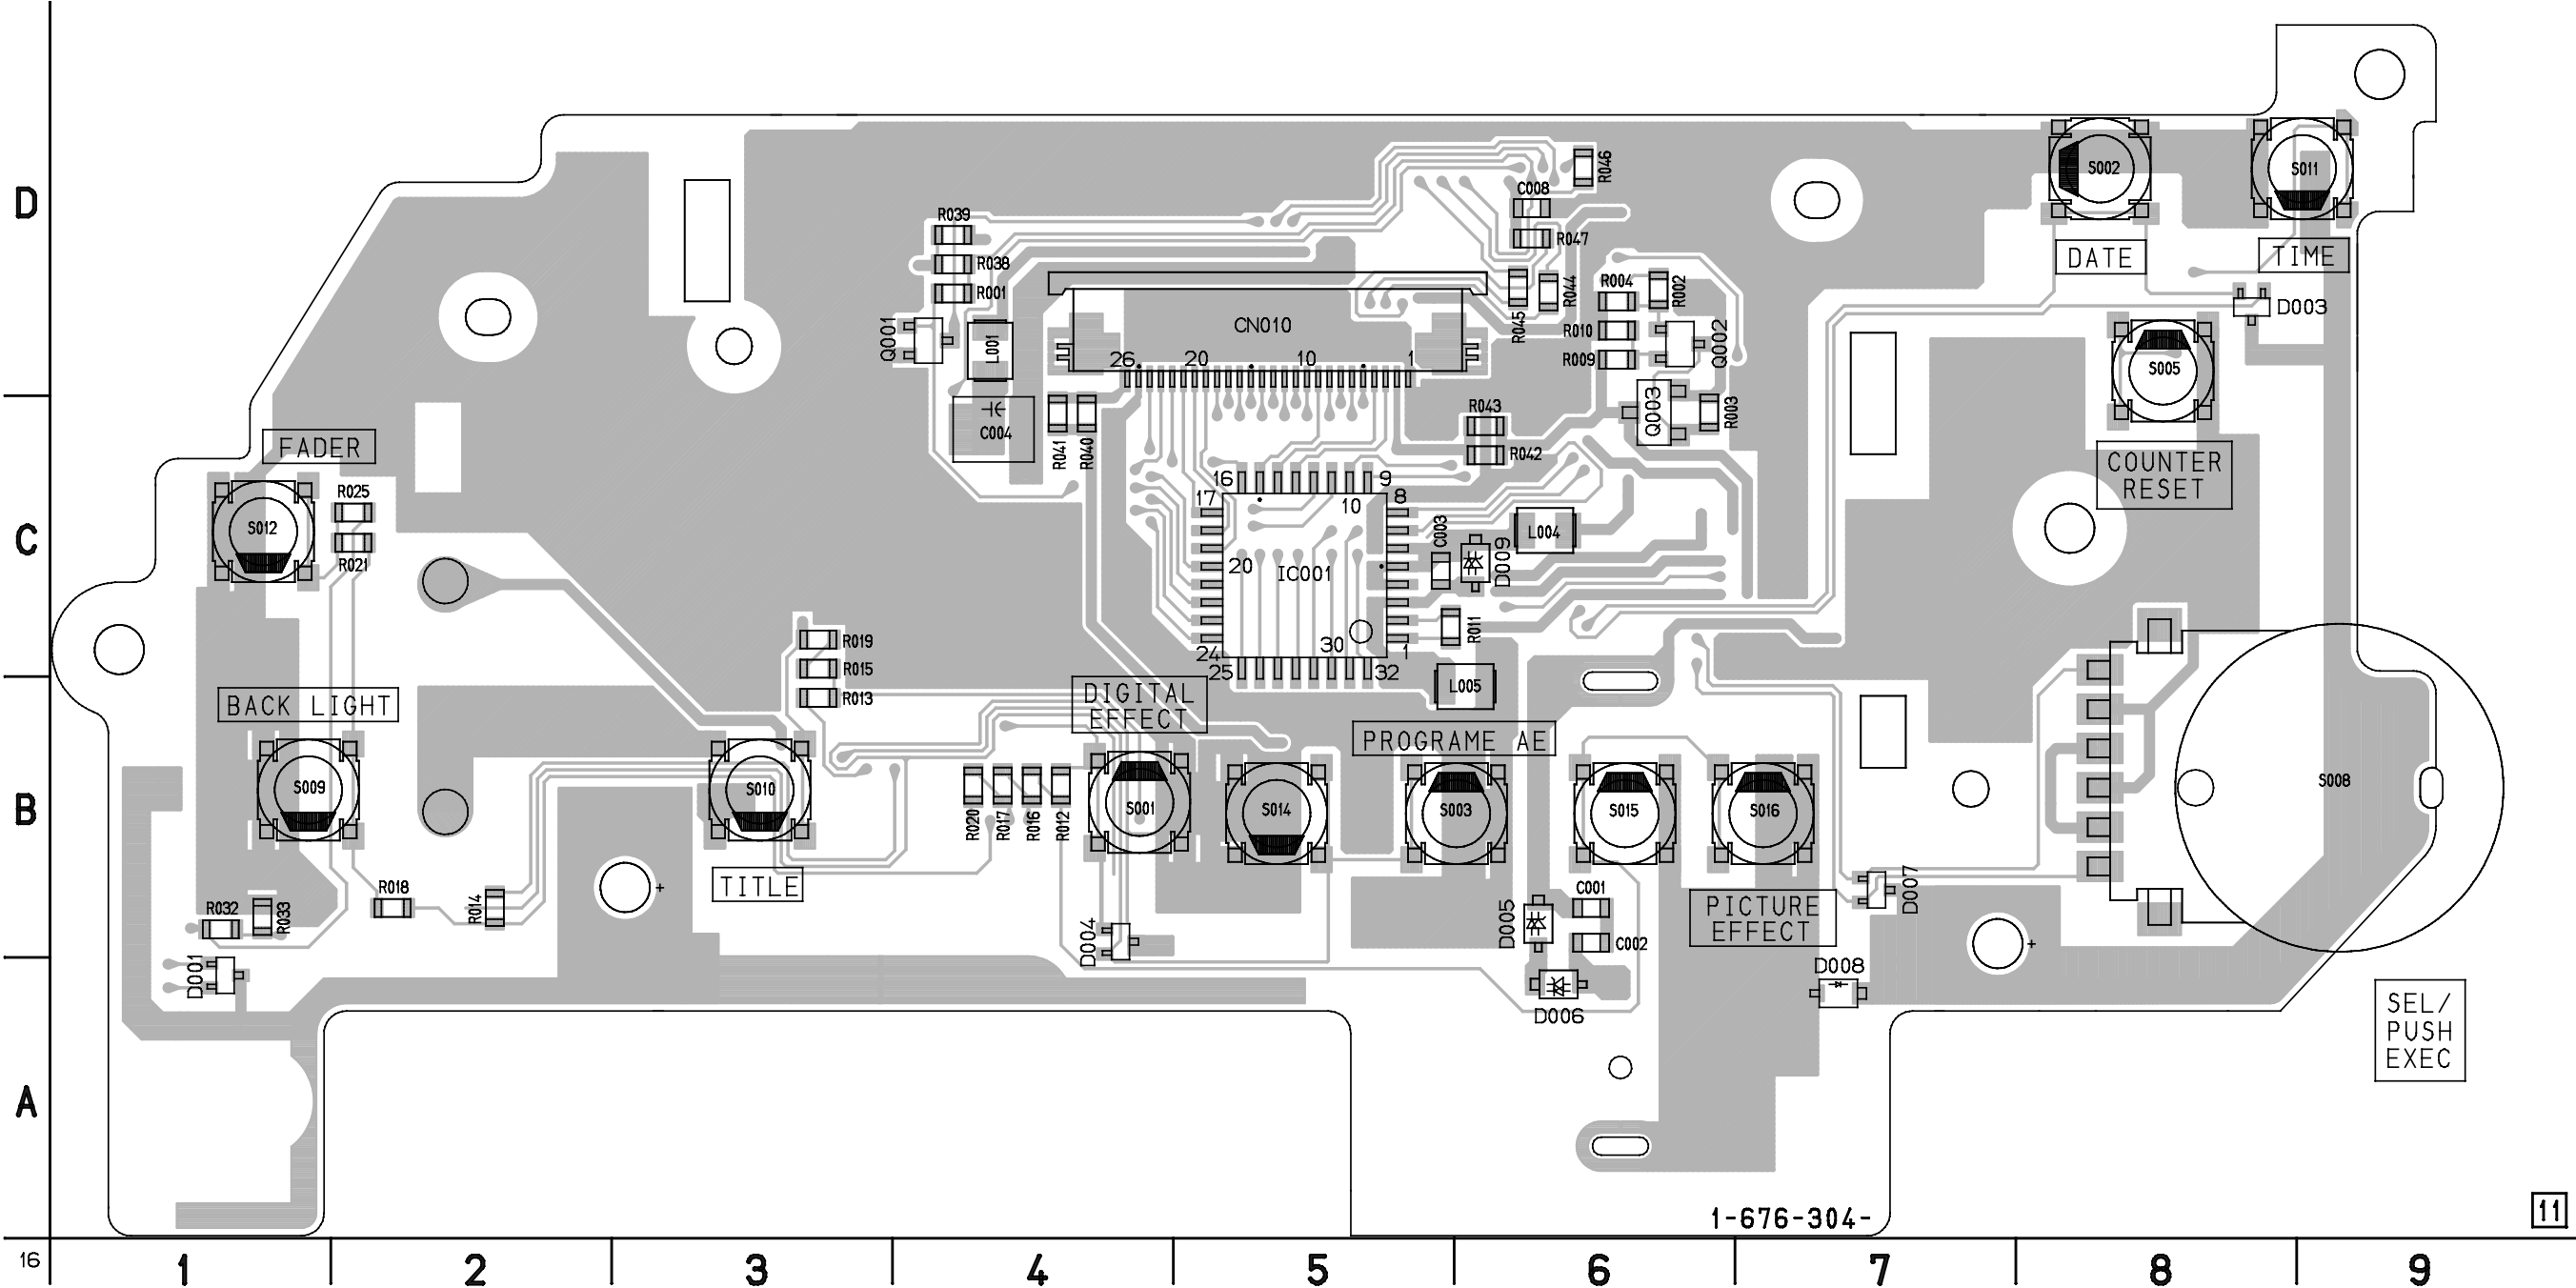 D
C
B
A
16
1
2
3
4
5
6
7
8
9
11
1-676-304-
S002
S011
DATE
TIME
D003
S005
COUNTER
RESET
R046
C008
R047
R039
R038
R001
Q001
L001
C004
R041
R040
CN010
26
20
10
1
R045
R044
R004
R002
R010
R009
Q002
Q003
R003
R043
R042
FADER
S012
R025
R021
16
9
17
10
8
20
IC001
30
24
1
25
32
C003
D009
L004
R011
L005
R019
R015
R013
BACK LIGHT
S009
S010
TITLE
DIGITAL
EFFECT
S001
R020
R017
R016
R012
S014
PROGRAME AE
S003
S015
S016
PICTURE
EFFECT
S008
D007
D008
R018
R014
R032
R033
D001
D004
D005
C001
C002
D006
+
+
SEL/
PUSH
EXEC